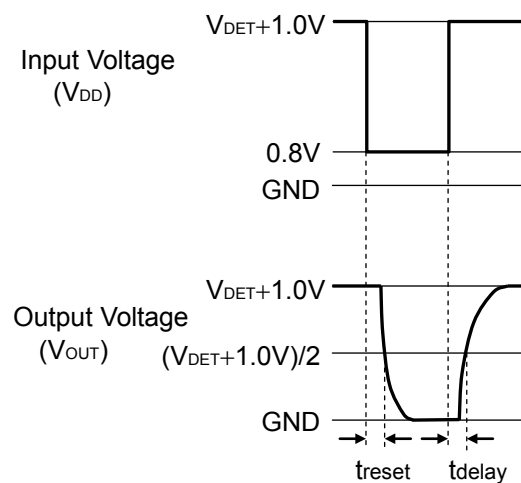 VDET+1.0V
Input Voltage
(VDD)
0.8V
GND
VDET+1.0V
Output Voltage
(VOUT)
(VDET+1.0V)/2
GND
treset
tdelay